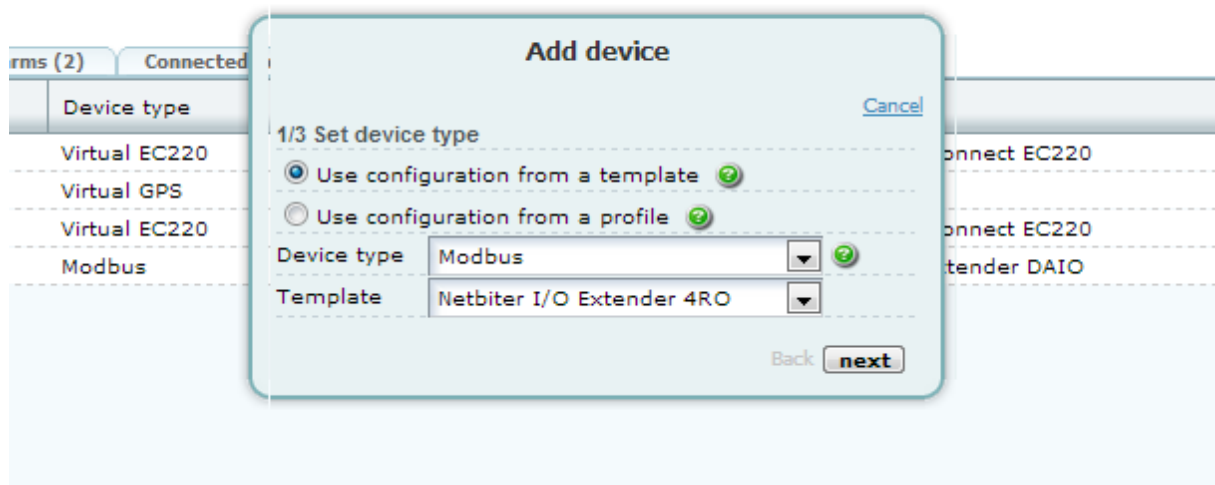 Add device
rms (2) Connected
Device type
Cancel
1/3 Set device type
Virtual EC220 onnect EC220
Use configuration from a template
Virtual GPS
Use configuration from a profile
Virtual EC220 onnect EC220
Device type Modbus
Modbus tender DAIO
Template Netbiter I/O Extender 4RO
Back next